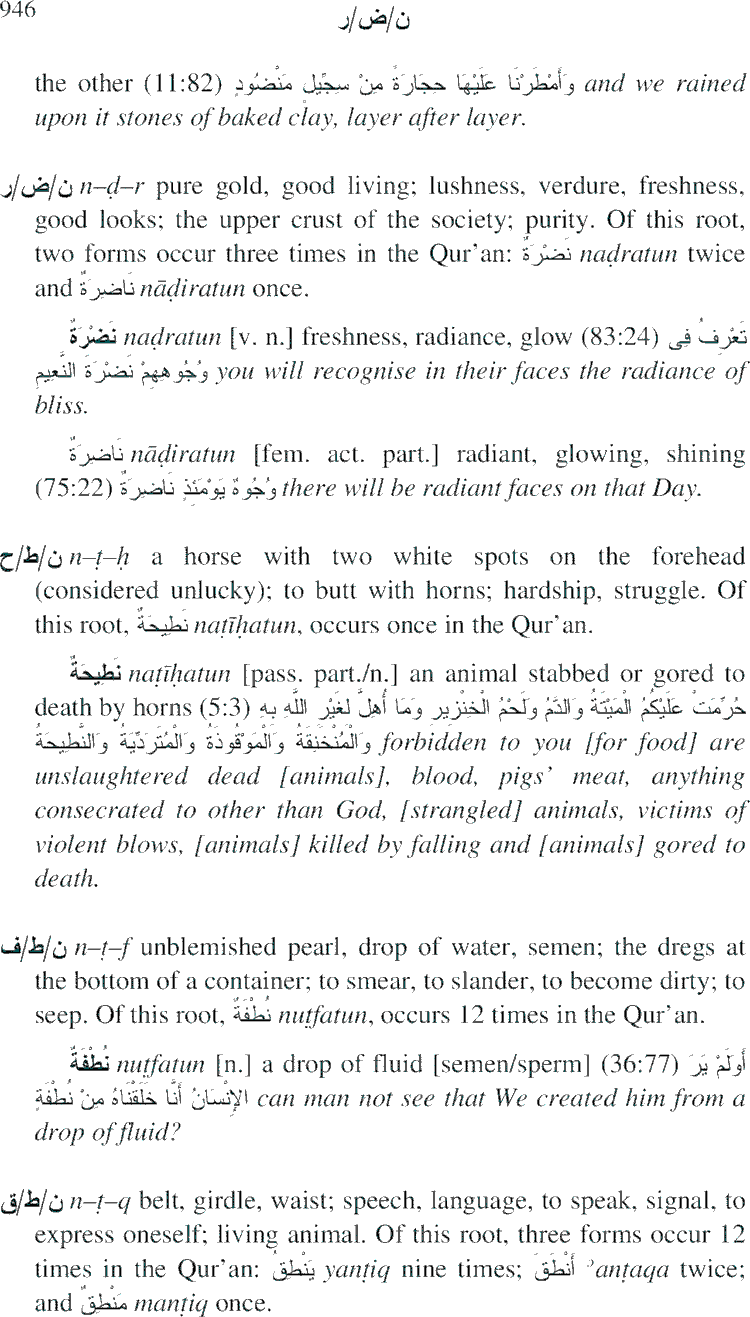 946
ن/ض/ر
the other (11:82) وَأَمْطَرْنَا عَلَيْهَا حِجَارَةً مِنْ سِجِّيلٍ مَنْضُودٍ and we rained
upon it stones of baked clay, layer after layer.
ن/ض/ر n–ḍ–r pure gold, good living; lushness, verdure, freshness,
good looks; the upper crust of the society; purity. Of this root,
two forms occur three times in the Qur’an: نَضْرَةٌ naḍratun twice
and نَاضِرَةٌ nāḍiratun once.
نَضْرَةٌ naḍratun [v. n.] freshness, radiance, glow (83:24) تَعْرِفُ فِى
وُجُوهِهِمْ نَضْرَةَ النَّعِيمِ you will recognise in their faces the radiance of
bliss.
نَاضِرَةٌ nāḍiratun [fem. act. part.] radiant, glowing, shining
(75:22) وُجُوهٌ يَوْمَئِذٍ نَاضِرَةٌ there will be radiant faces on that Day.
ن/ط/ح n–ṭ–ḥ a horse with two white spots on the forehead
(considered unlucky); to butt with horns; hardship, struggle. Of
this root, نَطِيحَةٌ naṭīḥatun, occurs once in the Qur’an.
نَطِيحَةٌ naṭīḥatun [pass. part./n.] an animal stabbed or gored to
death by horns (5:3) حُرِّمَتْ عَلَيْكُمُ الْمَيْتَةُ وَالدَّمُ وَلَحْمُ الْخِنْزِيرِ وَمَا أُهِلَّ لِغَيْرِ اللَّهِ بِهِ
وَالْمُنْخَنِقَةُ وَالْمَوْقُوذَةُ وَالْمُتَرَدِّيَةُ وَالنَّطِيحَةُ forbidden to you [for food] are
unslaughtered dead [animals], blood, pigs’ meat, anything
consecrated to other than God, [strangled] animals, victims of
violent blows, [animals] killed by falling and [animals] gored to
death.
ن/ط/ف n–ṭ–f unblemished pearl, drop of water, semen; the dregs at
the bottom of a container; to smear, to slander, to become dirty; to
seep. Of this root, نُطْفَةٌ nuṭfatun, occurs 12 times in the Qur’an.
نُطْفَةٌ nuṭfatun [n.] a drop of fluid [semen/sperm] (36:77) أَوَلَمْ يَرَ
الإِنْسَانُ أَنَّا خَلَقْنَاهُ مِنْ نُطْفَةٍ can man not see that We created him from a
drop of fluid?
ن/ط/ق n–ṭ–q belt, girdle, waist; speech, language, to speak, signal, to
express oneself; living animal. Of this root, three forms occur 12
times in the Qur’an: يَنْطِقُ yanṭiq nine times; أَنْطَقَ ʾanṭaqa twice;
and مَنْطِقٌ manṭiq once.